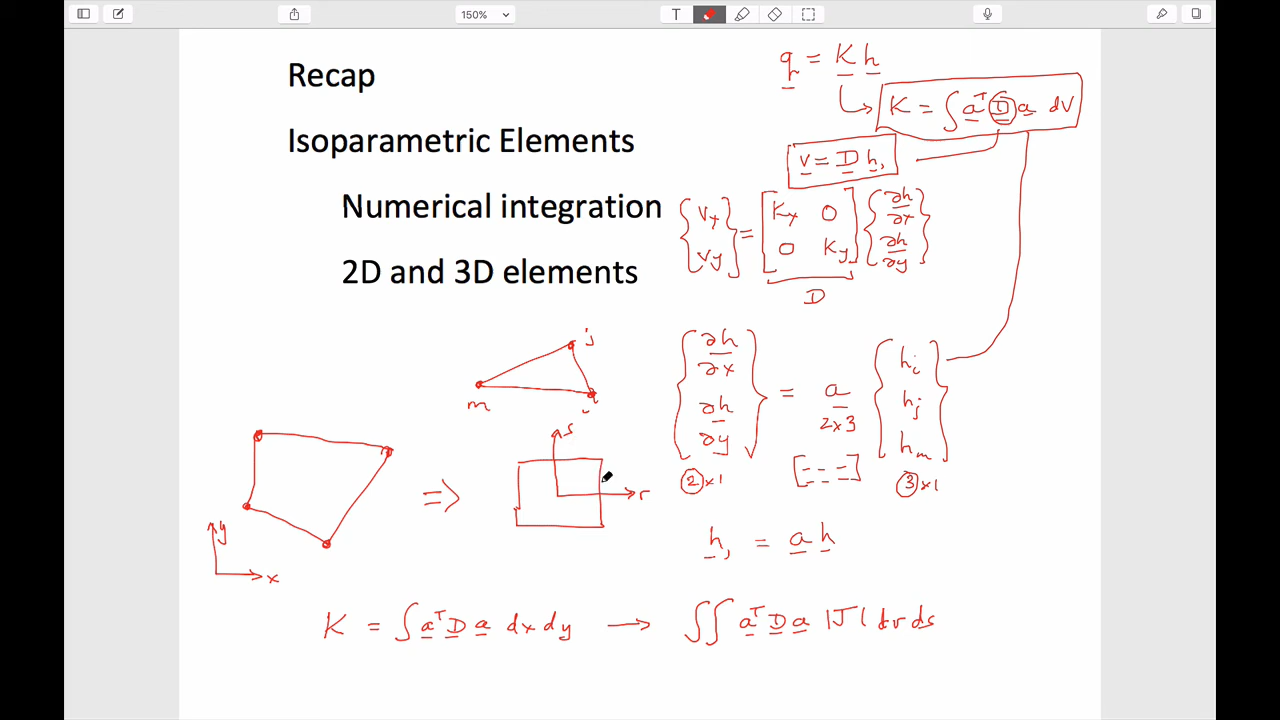 150%
T
Recap
Isoparametric Elements
Numerical integration
2D and 3D elements
q = K h
K = ∫ aᵀ D a dV
v = D h,
{ Vx Vy } = [ Kx 0 0 Ky ] { ∂h/∂x ∂h/∂y }
D
j
m
i
{ ∂h/∂x ∂h/∂y } = a { hi hj hm }
2x3
2x1
3x1
s
r
y
x
h, = a h
K = ∫ aᵀ D a dx dy → ∫∫ aᵀ D a |J| dr ds